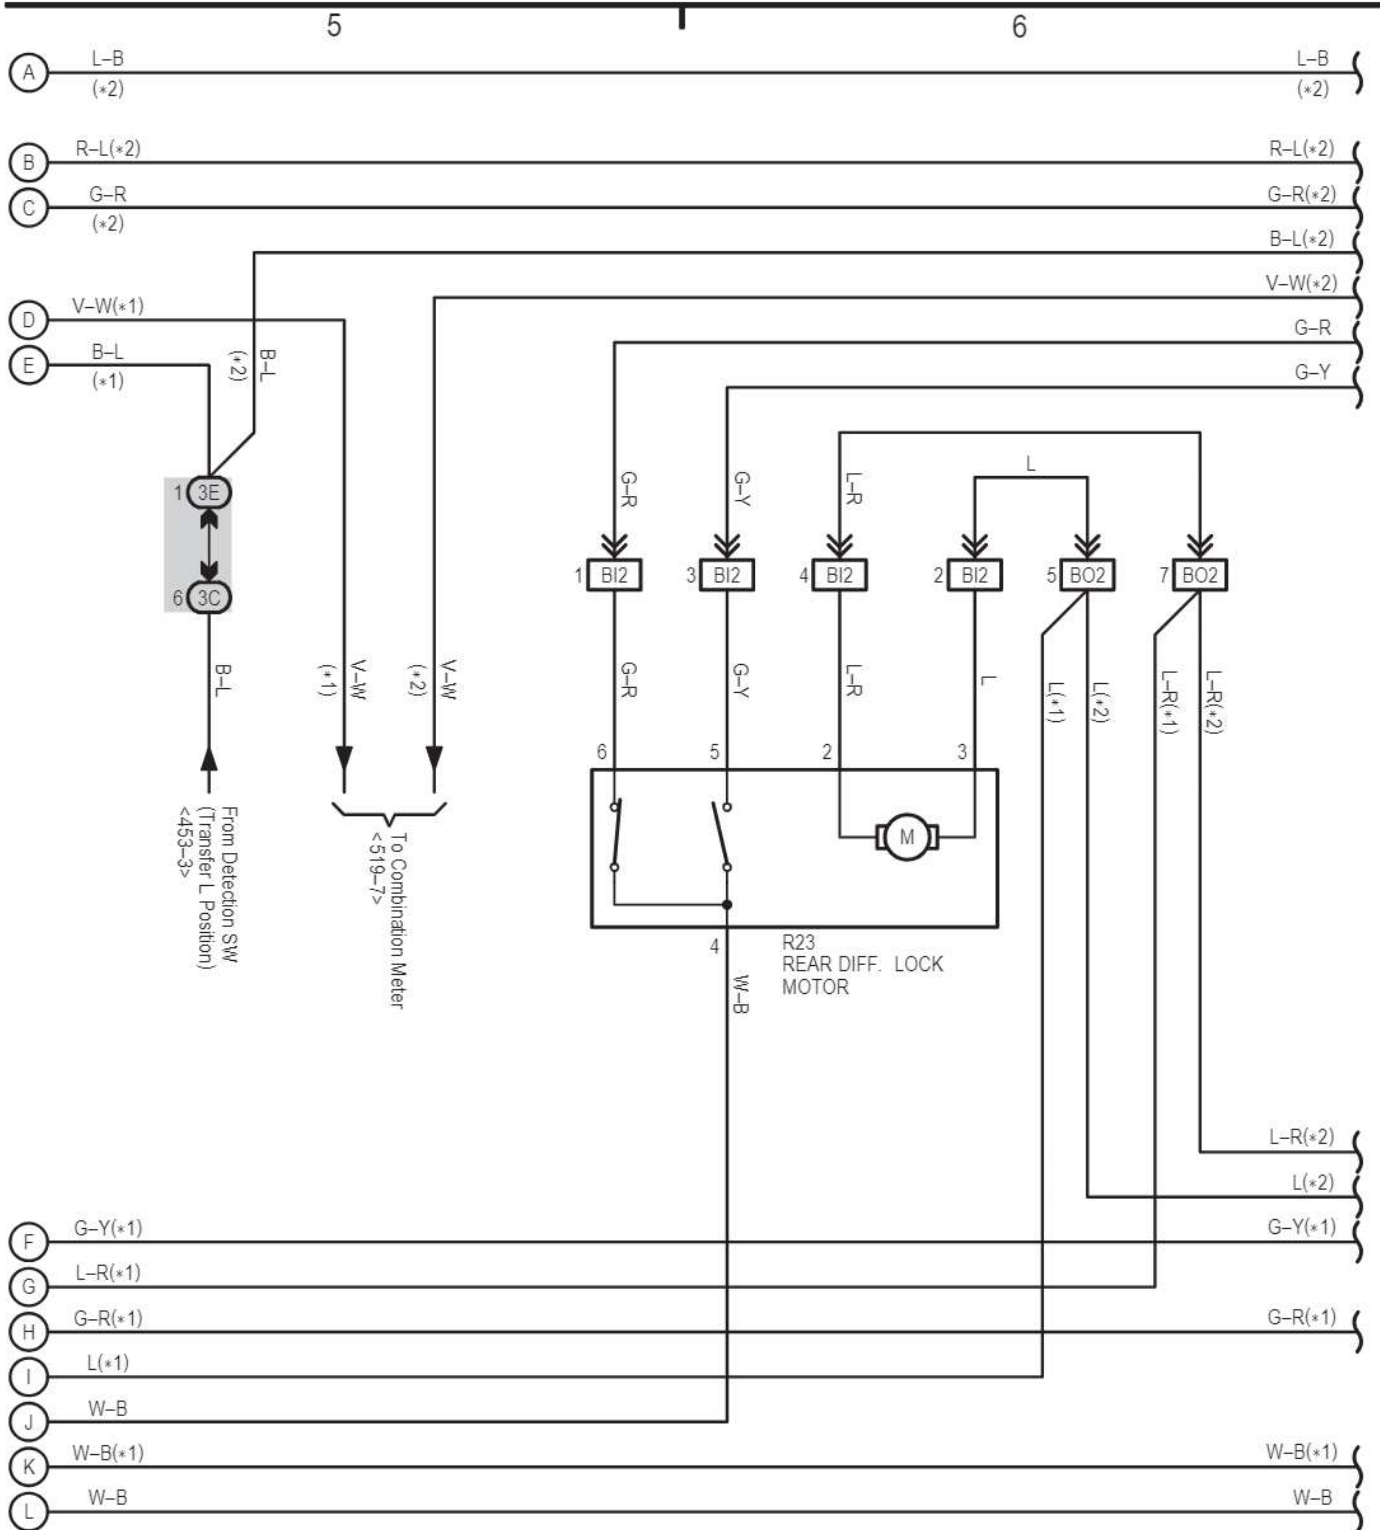 5 6
A L–B L–B
(*2) (*2)
B R–L(*2) R–L(*2)
C G–R G–R(*2)
(*2)
B–L(*2)
D V–W(*1) V–W(*2)
G–R
E B–L G–Y
(*1)
B–L
(*2)
1 3E
6 3C
B–L
V–W
(*1)
V–W
(*2)
G–R G–Y L–R L
1 BI2 3 BI2 4 BI2 2 BI2 5 BO2 7 BO2
G–R G–Y L–R L L(*1) L(*2) L–R(*1) L–R(*2)
6 5 2 3
M
From Detection SW
(Transfer L Position)
<453–3>
To Combination Meter
<519–7>
4
R23
REAR DIFF. LOCK
MOTOR
W–B
L–R(*2)
L(*2)
F G–Y(*1) G–Y(*1)
G L–R(*1)
H G–R(*1) G–R(*1)
I L(*1)
J W–B
K W–B(*1) W–B(*1)
L W–B W–B